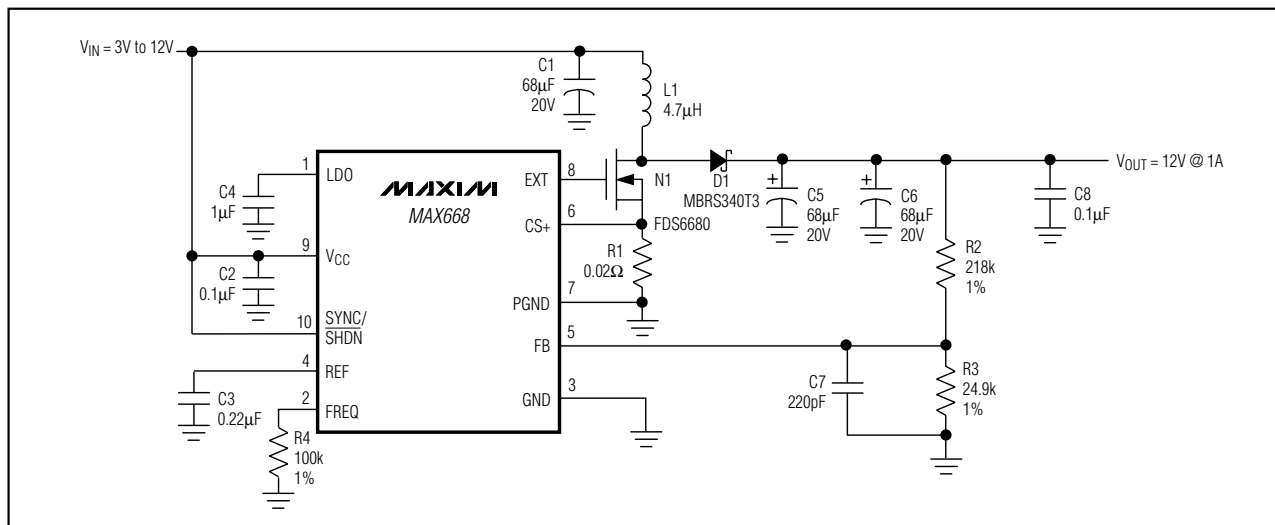 VIN = 3V to 12V
C1
68µF
20V
L1
4.7µH
1
LDO
MAXIM
MAX668
EXT
8
N1
FDS6680
D1
MBRS340T3
VOUT = 12V @ 1A
C4
1µF
CS+
6
C5
68µF
20V
C6
68µF
20V
C8
0.1µF
9
VCC
C2
0.1µF
R1
0.02Ω
R2
218k
1%
PGND
7
10
SYNC/
SHDN
FB
5
4
REF
C3
0.22µF
2
FREQ
GND
3
C7
220pF
R3
24.9k
1%
R4
100k
1%